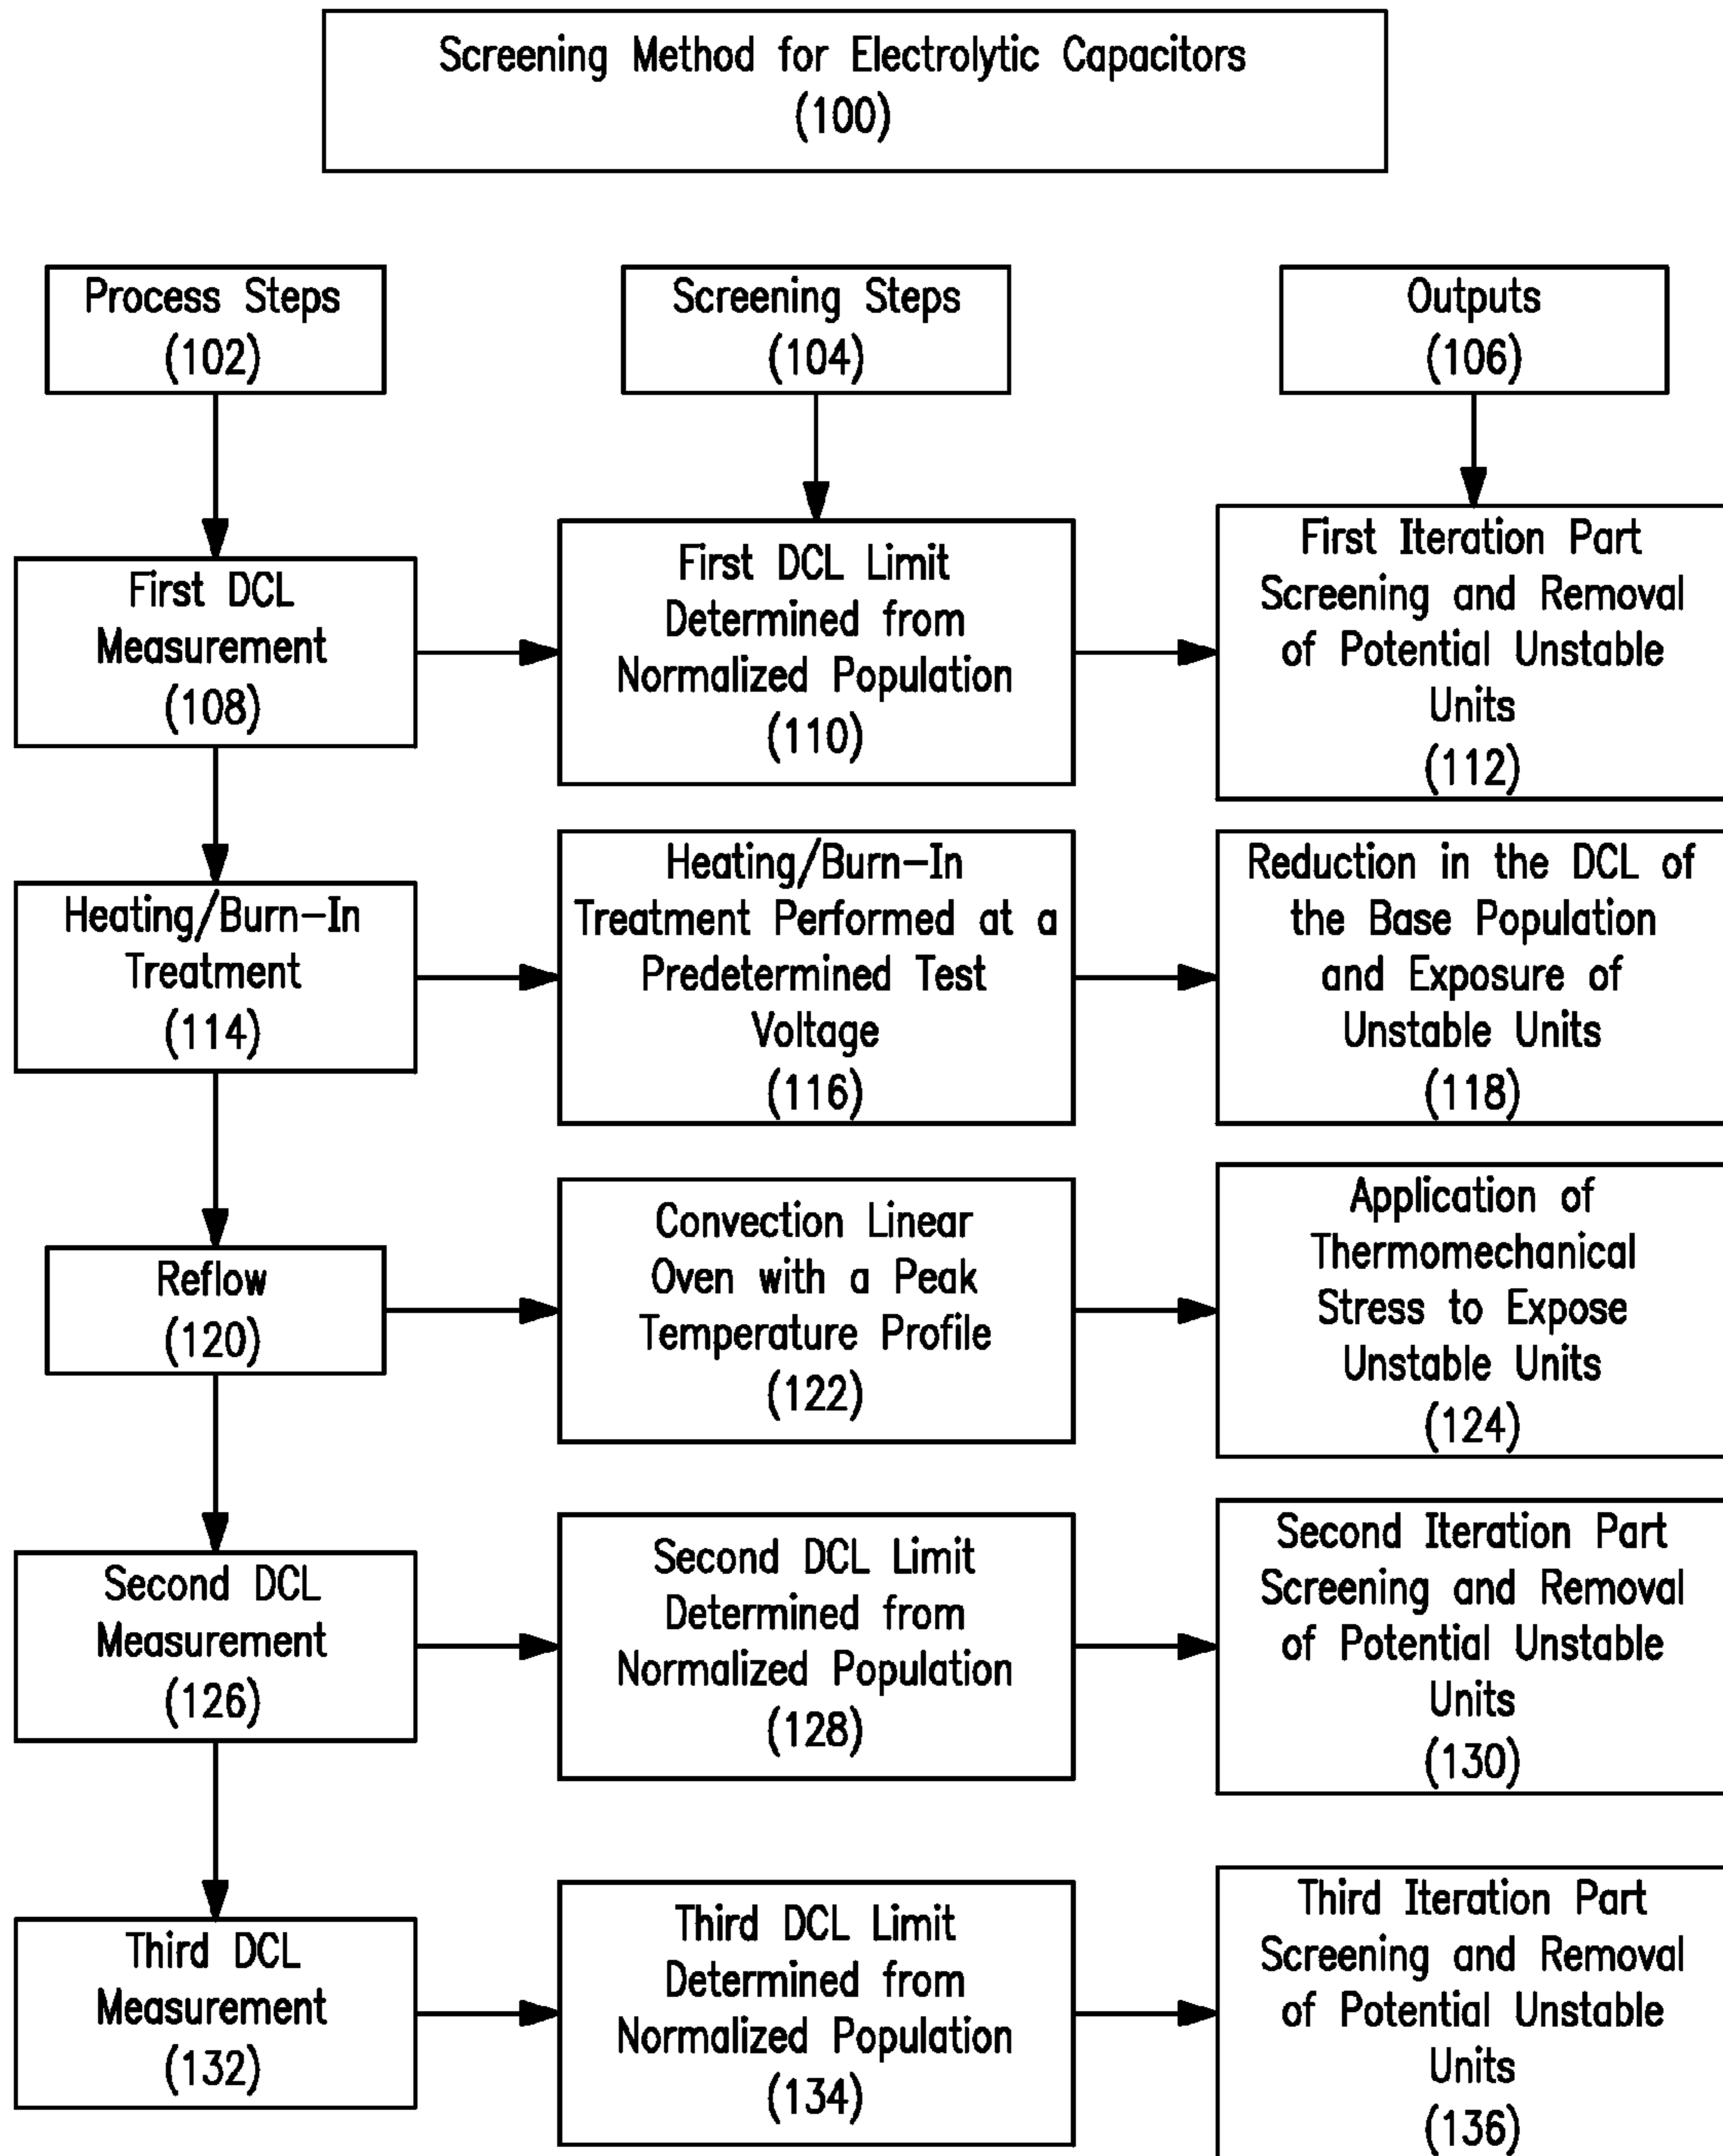 Screening Method for Electrolytic Capacitors
(100)
Process Steps
(102)
Screening Steps
(104)
Outputs
(106)
First DCL
Measurement
(108)
First DCL Limit
Determined from
Normalized Population
(110)
First Iteration Part
Screening and Removal
of Potential Unstable
Units
(112)
Heating/Burn-In
Treatment
(114)
Heating/Burn-In
Treatment Performed at a
Predetermined Test
Voltage
(116)
Reduction in the DCL of
the Base Population
and Exposure of
Unstable Units
(118)
Reflow
(120)
Convection Linear
Oven with a Peak
Temperature Profile
(122)
Application of
Thermomechanical
Stress to Expose
Unstable Units
(124)
Second DCL
Measurement
(126)
Second DCL Limit
Determined from
Normalized Population
(128)
Second Iteration Part
Screening and Removal
of Potential Unstable
Units
(130)
Third DCL
Measurement
(132)
Third DCL Limit
Determined from
Normalized Population
(134)
Third Iteration Part
Screening and Removal
of Potential Unstable
Units
(136)